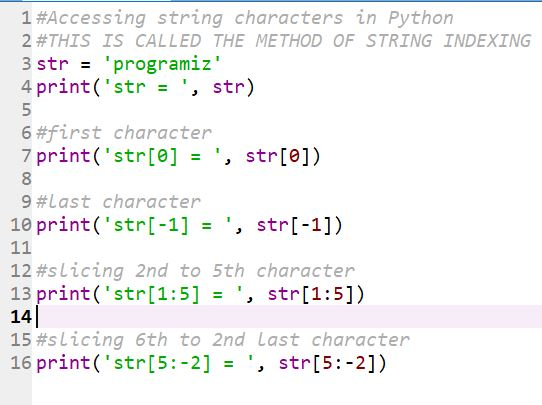 1 #Accessing string characters in Python
2 #THIS IS CALLED THE METHOD OF STRING INDEXING
3 str = 'programiz'
4 print('str = ', str)
5
6 #first character
7 print('str[0] = ', str[0])
8
9 #last character
10 print('str[-1] = ', str[-1])
11
12 #slicing 2nd to 5th character
13 print('str[1:5] = ', str[1:5])
14
15 #slicing 6th to 2nd last character
16 print('str[5:-2] = ', str[5:-2])